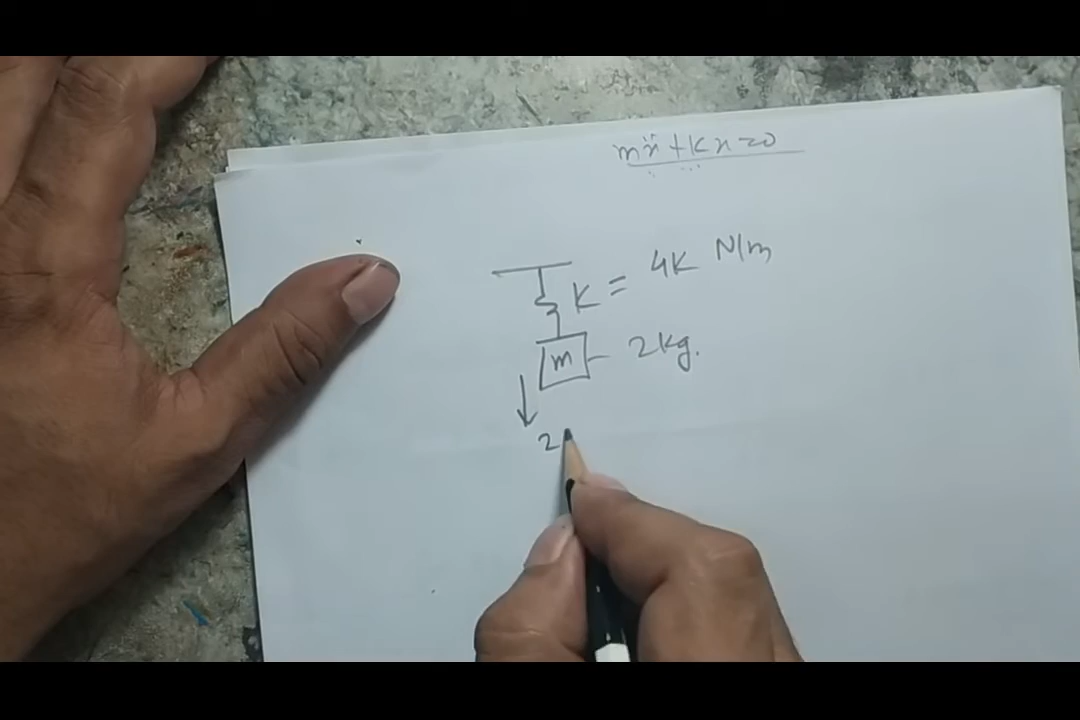 mẍ + kx = 0
K = 4K N/m
m - 2kg.
2